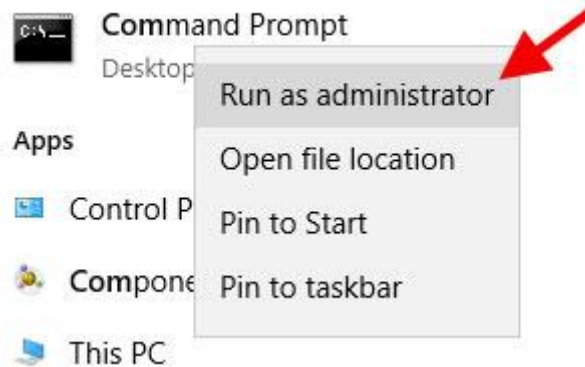 C:\
Command Prompt
Desktop
Run as administrator
Apps
Open file location
Control P
Pin to Start
Compone
Pin to taskbar
This PC